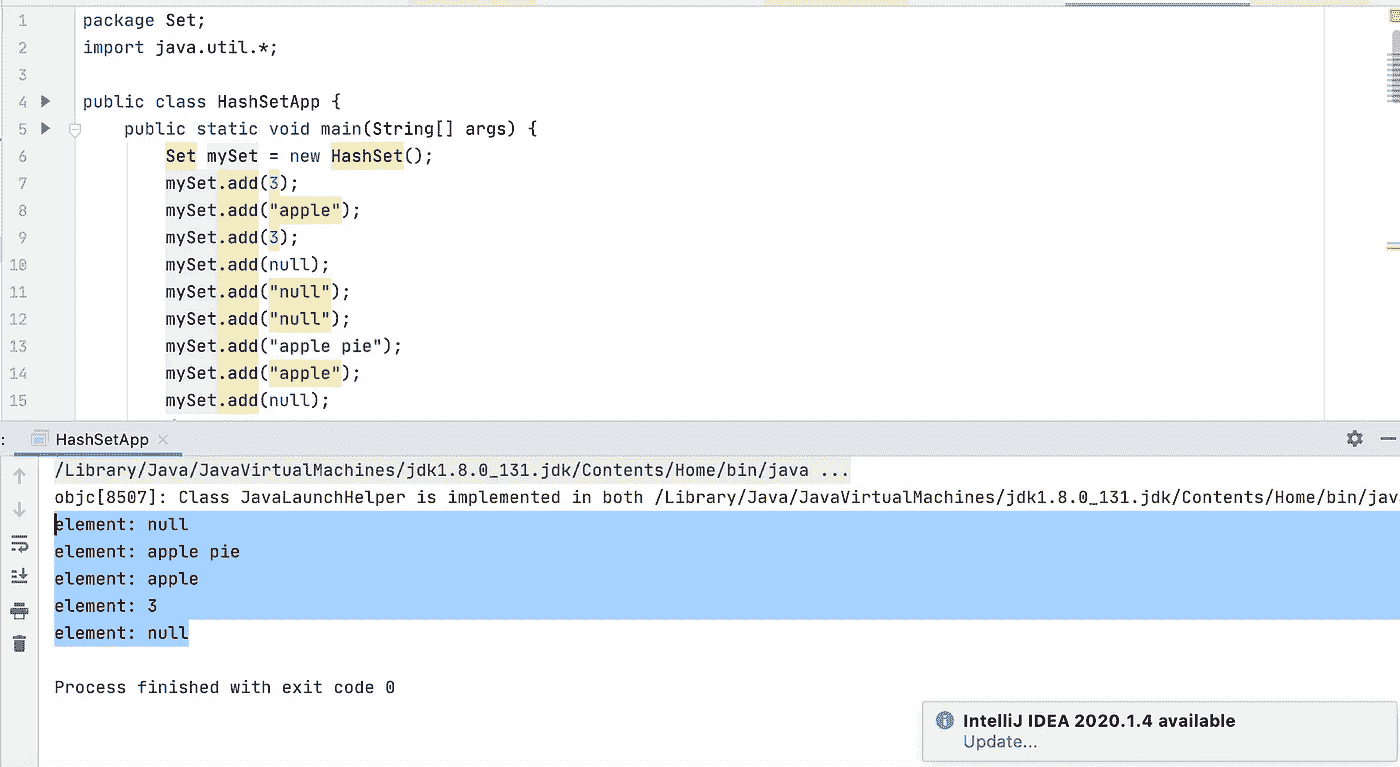 1 package Set;
2 import java.util.*;
3
4 public class HashSetApp {
5 public static void main(String[] args) {
6 Set mySet = new HashSet();
7 mySet.add(3);
8 mySet.add("apple");
9 mySet.add(3);
10 mySet.add(null);
11 mySet.add("null");
12 mySet.add("null");
13 mySet.add("apple pie");
14 mySet.add("apple");
15 mySet.add(null);
: HashSetApp
/Library/Java/JavaVirtualMachines/jdk1.8.0_131.jdk/Contents/Home/bin/java ...
objc[8507]: Class JavaLaunchHelper is implemented in both /Library/Java/JavaVirtualMachines/jdk1.8.0_131.jdk/Contents/Home/bin/jav
element: null
element: apple pie
element: apple
element: 3
element: null
Process finished with exit code 0
IntelliJ IDEA 2020.1.4 available
Update...